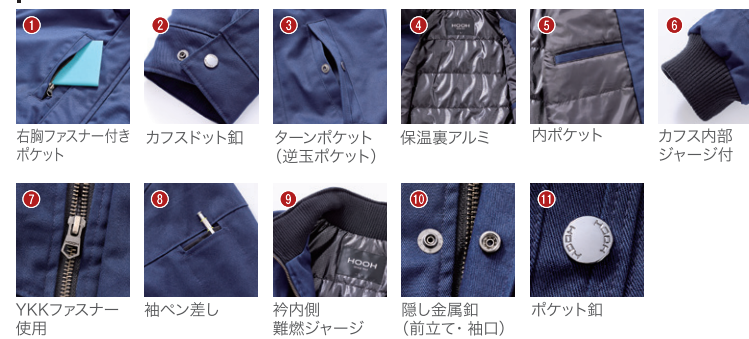 1
右胸ファスナー付き
ポケット
2
カフスドット釦
3
ターンポケット
（逆玉ポケット）
4
HOOH
保温裏アルミ
5
内ポケット
6
カフス内部
ジャージ付
7
YKKファスナー
使用
8
袖ペン差し
9
HOOH
衿内側
難燃ジャージ
10
隠し金属釦
（前立て・袖口）
11
HOOH
HOOH
ポケット釦